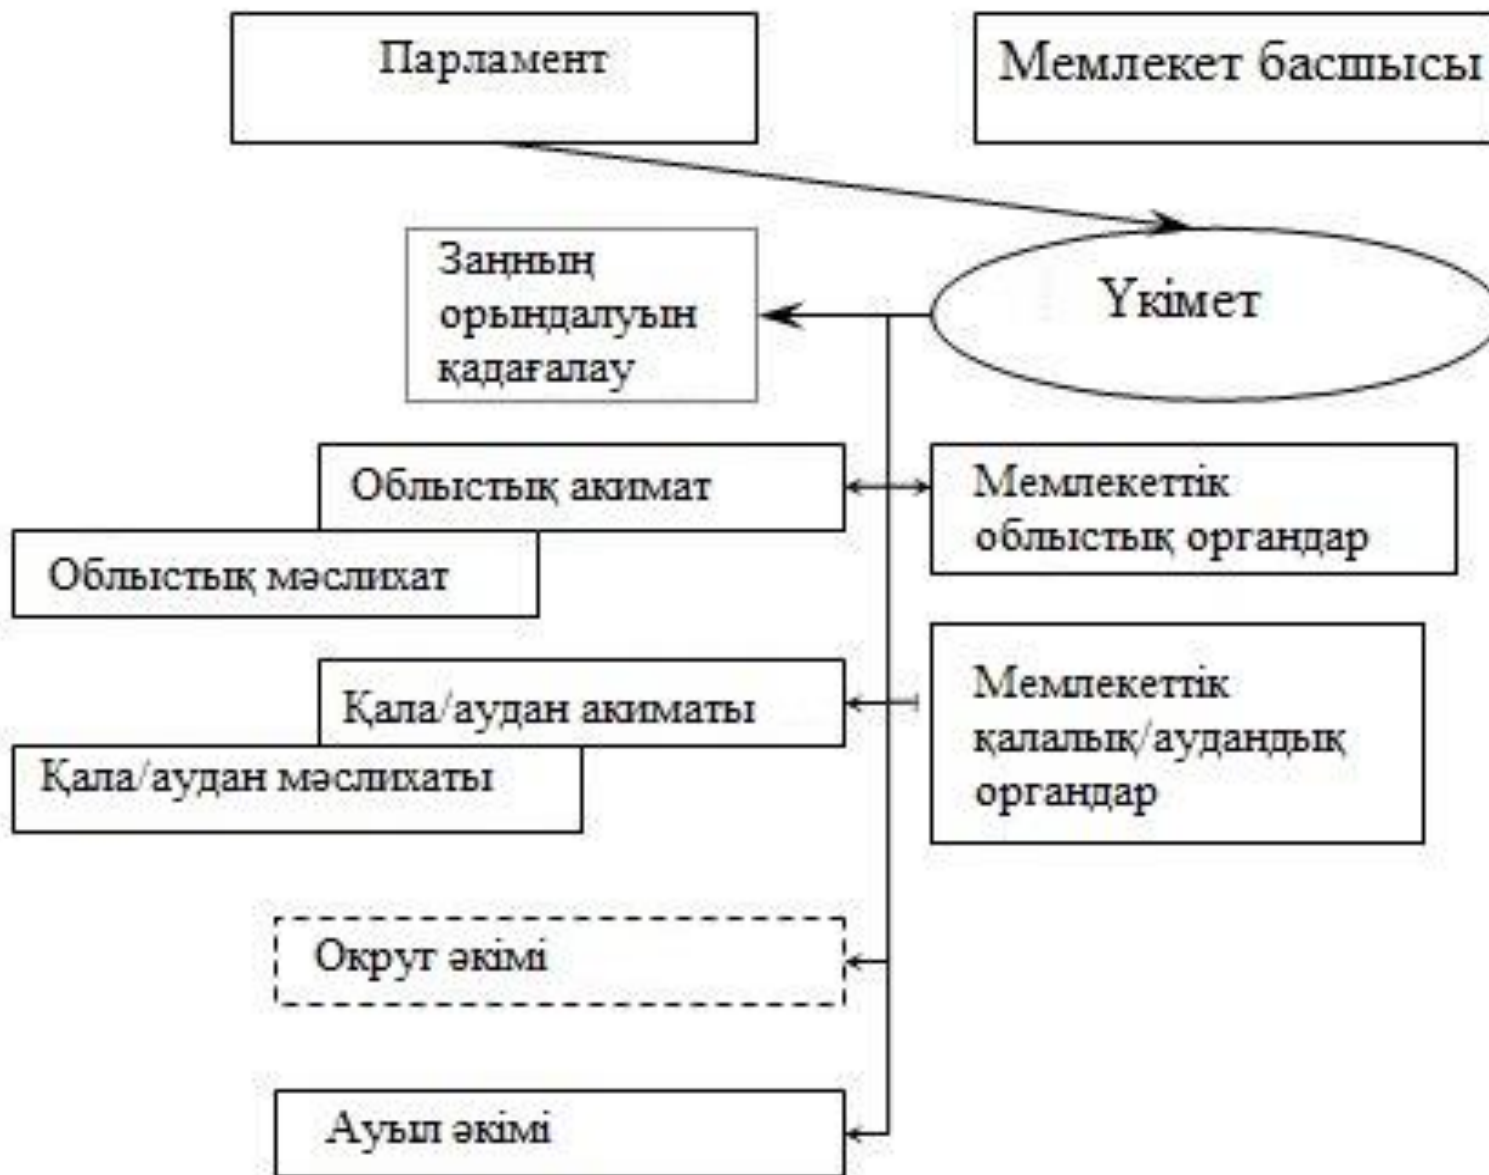 Парламент
Мемлекет басшысы
Заңның
орындалуын
қадағалау
Үкімет
Облыстық акимат
Облыстық мәслихат
Мемлекеттік
облыстық органдар
Қала/аудан акиматы
Қала/аудан мәслихаты
Мемлекеттік
қалалық/аудандық
органдар
Округ әкімі
Ауыл әкімі